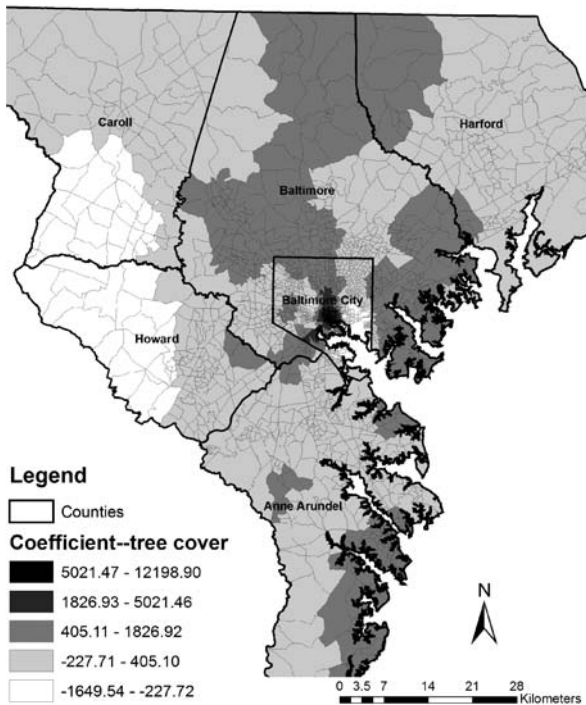 Caroll
Harford
Baltimore
Baltimore City
Howard
Anne Arundel
Legend
Counties
Coefficient--tree cover
5021.47 - 12198.90
1826.93 - 5021.46
405.11 - 1826.92
-227.71 - 405.10
-1649.54 - -227.72
N
0 3.5 7 14 21 28
Kilometers